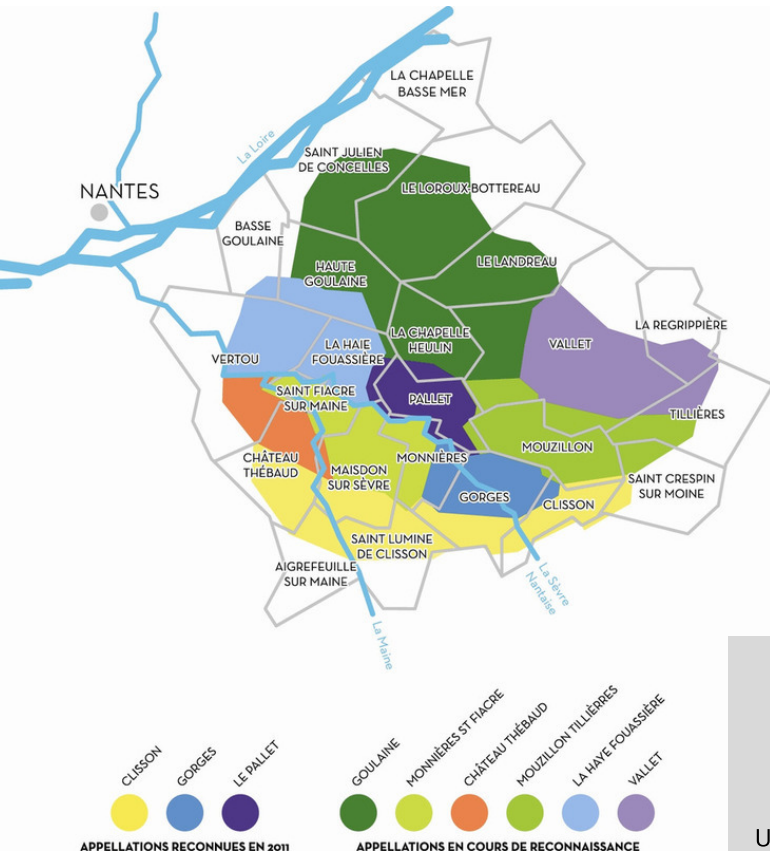 LA CHAPELLE
BASSE MER
La Loire
SAINT JULIEN
DE CONCELLES
NANTES
LE LOROUX-BOTTEREAU
BASSE
GOULAINE
LE LANDREAU
HAUTE
GOULAINE
LA REGRIPPIÈRE
LA CHAPELLE
HEULIN
VALLET
LA HAIE
FOUASSIÈRE
VERTOU
SAINT FIACRE
SUR MAINE
PALLET
TILLIÈRES
MOUZILLON
MONNIÈRES
CHÂTEAU
THÉBAUD
MAISDON
SUR SÈVRE
SAINT CRESPIN
SUR MOINE
GORGES
CLISSON
SAINT LUMINE
DE CLISSON
AIGREFEUILLE
SUR MAINE
La Sèvre
Nantaise
La Maine
CLISSON
GORGES
LE PALLET
GOULAINE
MONNIÈRES ST FIACRE
CHÂTEAU THÉBAUD
MOUZILLON TILLIÈRRES
LA HAYE FOUASSIÈRE
VALLET
APPELLATIONS RECONNUES EN 2011
APPELLATIONS EN COURS DE RECONNAISSANCE
U